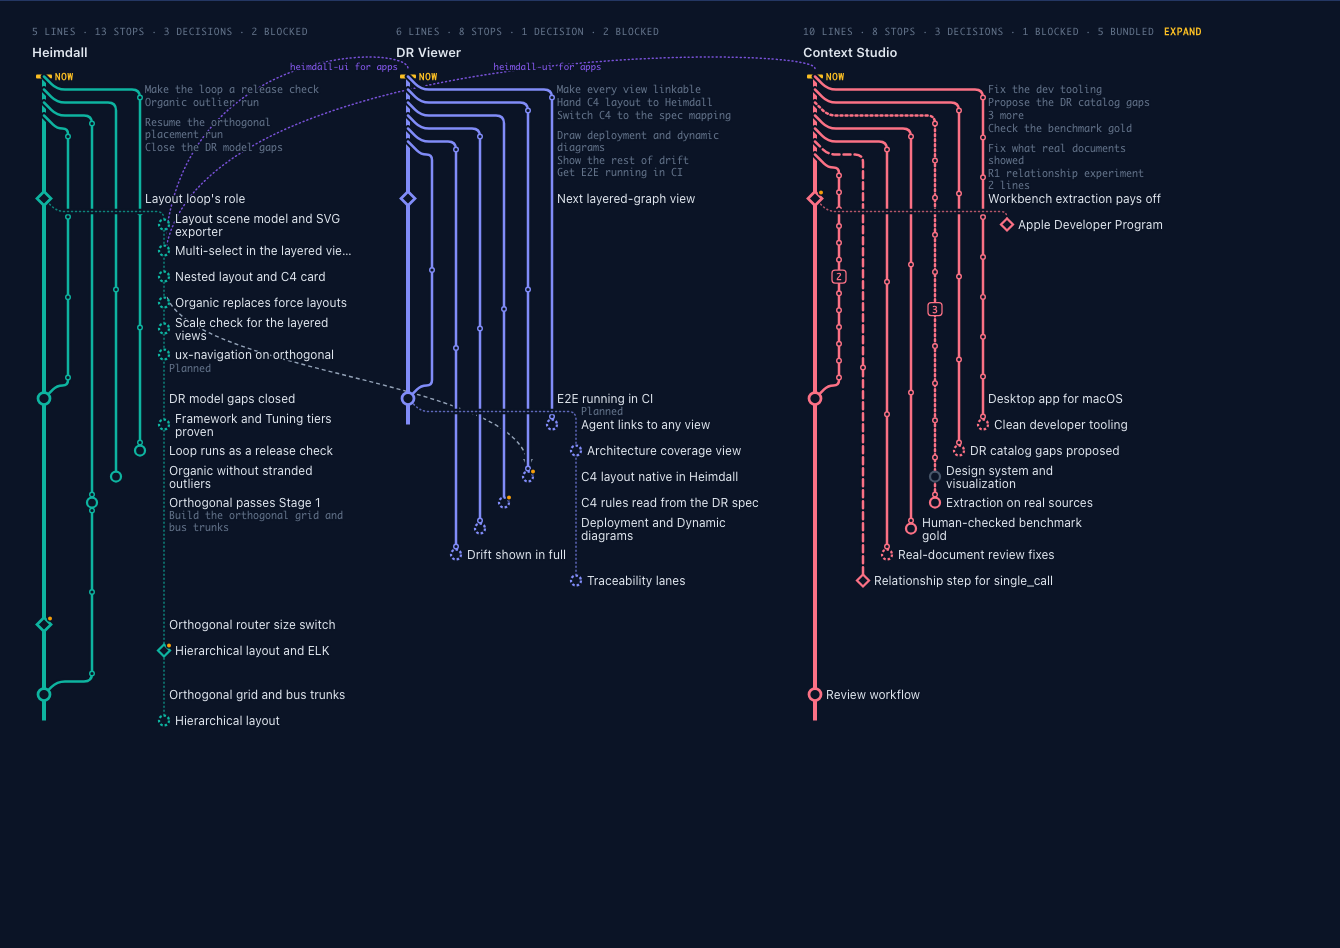 5 LINES · 13 STOPS · 3 DECISIONS · 2 BLOCKED
Heimdall
heimdall-ui for apps
NOW
Make the loop a release check
Organic outlier run
Resume the orthogonal
placement run
Close the DR model gaps
Layout loop's role
Layout scene model and SVG
exporter
Multi-select in the layered vie...
Nested layout and C4 card
Organic replaces force layouts
Scale check for the layered
views
ux-navigation on orthogonal
Planned
DR model gaps closed
Framework and Tuning tiers
proven
Loop runs as a release check
Organic without stranded
outliers
Orthogonal passes Stage 1
Build the orthogonal grid and
bus trunks
Orthogonal router size switch
Hierarchical layout and ELK
Orthogonal grid and bus trunks
Hierarchical layout
6 LINES · 8 STOPS · 1 DECISION · 2 BLOCKED
DR Viewer
heimdall-ui for apps
NOW
Make every view linkable
Hand C4 layout to Heimdall
Switch C4 to the spec mapping
Draw deployment and dynamic
diagrams
Show the rest of drift
Get E2E running in CI
Next layered-graph view
E2E running in CI
Planned
Agent links to any view
Architecture coverage view
C4 layout native in Heimdall
C4 rules read from the DR spec
Deployment and Dynamic
diagrams
Drift shown in full
Traceability lanes
10 LINES · 8 STOPS · 3 DECISIONS · 1 BLOCKED · 5 BUNDLED EXPAND
Context Studio
NOW
Fix the dev tooling
Propose the DR catalog gaps
3 more
Check the benchmark gold
Fix what real documents
showed
R1 relationship experiment
2 lines
Workbench extraction pays off
Apple Developer Program
2
3
Desktop app for macOS
Clean developer tooling
DR catalog gaps proposed
Design system and
visualization
Extraction on real sources
Human-checked benchmark
gold
Real-document review fixes
Relationship step for single_call
Review workflow